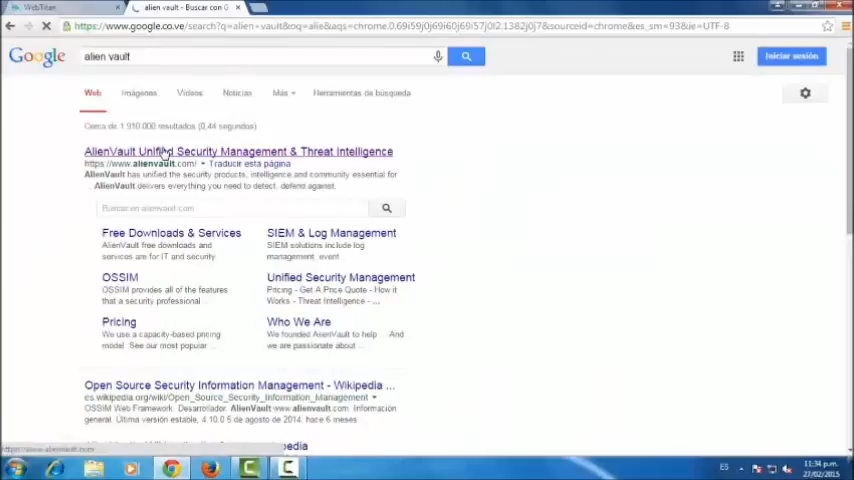 WebTitan
alien vault - Buscar con G
https://www.google.co.ve/search?q=alien+vault&oq=alie&aqs=chrome.0.69i59j0j69i60j69i57j0l2.1382j0j7&sourceid=chrome&es_sm=93&ie=UTF-8
Google
alien vault
Iniciar sesión
Web Imágenes Vídeos Noticias Más Herramientas de búsqueda
Cerca de 1.910.000 resultados (0,44 segundos)
AlienVault Unified Security Management & Threat Intelligence
https://www.alienvault.com/ Traducir esta página
AlienVault has unified the security products, intelligence and community essential for
... AlienVault delivers everything you need to detect, defend against.
Buscar en alienvault.com
Free Downloads & Services
AlienVault free downloads and
services are for IT and security
SIEM & Log Management
SIEM solutions include log
management, event
OSSIM
OSSIM provides all of the features
that a security professional
Unified Security Management
Pricing - Get A Price Quote - How it
Works - Threat Intelligence - ...
Pricing
We use a capacity-based pricing
model. See our most popular ...
Who We Are
We founded AlienVault to help ... And
we are passionate about ...
Open Source Security Information Management - Wikipedia ...
es.wikipedia.org/wiki/Open_Source_Security_Information_Management
OSSIM Web Framework. Desarrollador. AlienVault www.alienvault.com. Información
general. Última versión estable, 4.10.0 5 de agosto de 2014; hace 6 meses
https://www.alienvault.com
ES
11:34 p.m.
27/02/2015